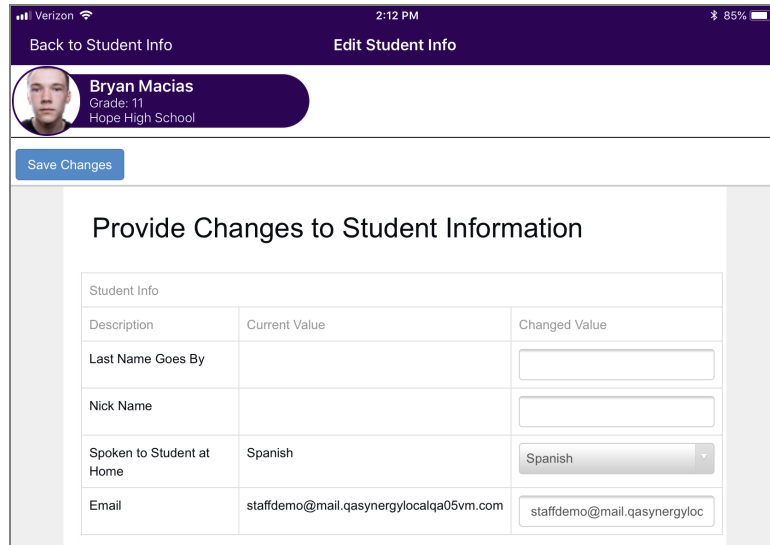 Verizon 2:12 PM 85%
Back to Student Info Edit Student Info
Bryan Macias
Grade: 11
Hope High School
Save Changes
Provide Changes to Student Information
Student Info
Description Current Value Changed Value
Last Name Goes By
Nick Name
Spoken to Student at Home Spanish Spanish
Email staffdemo@mail.qasynergylocalqa05vm.com staffdemo@mail.qasynergyloc